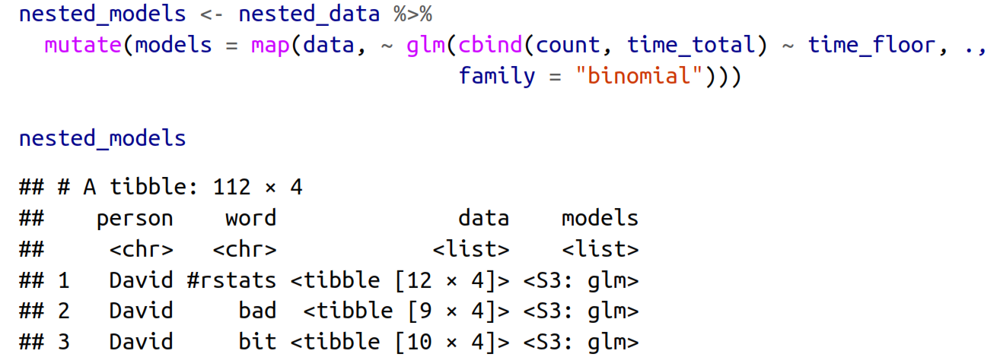 nested_models <- nested_data %>%
  mutate(models = map(data, ~ glm(cbind(count, time_total) ~ time_floor, .,
                                  family = "binomial")))
nested_models
## # A tibble: 112 × 4
##    person    word              data    models
##     <chr>   <chr>            <list>    <list>
## 1   David #rstats <tibble [12 × 4]> <S3: glm>
## 2   David     bad  <tibble [9 × 4]> <S3: glm>
## 3   David     bit <tibble [10 × 4]> <S3: glm>